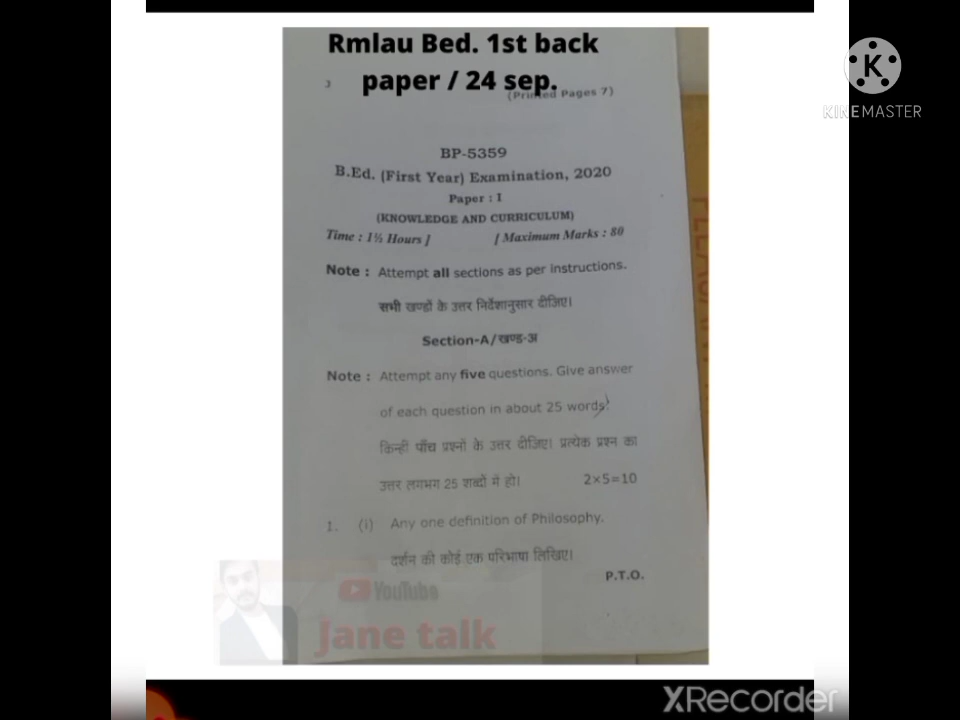 Rmlau Bed. 1st back
paper / 24 sep.
(Printed Pages 7)
KINEMASTER
BP-5359
B.Ed. (First Year) Examination, 2020
Paper : I
(KNOWLEDGE AND CURRICULUM)
Time : 1½ Hours ] [ Maximum Marks : 80
Note : Attempt all sections as per instructions.
सभी खण्डों के उत्तर निर्देशानुसार दीजिए।
Section-A/खण्ड-अ
Note : Attempt any five questions. Give answer
of each question in about 25 words.
किन्हीं पाँच प्रश्नों के उत्तर दीजिए। प्रत्येक प्रश्न का
उत्तर लगभग 25 शब्दों में हो। 2×5=10
1. (i) Any one definition of Philosophy.
दर्शन की कोई एक परिभाषा लिखिए।
P.T.O.
YouTube
Jane talk
XRecorder